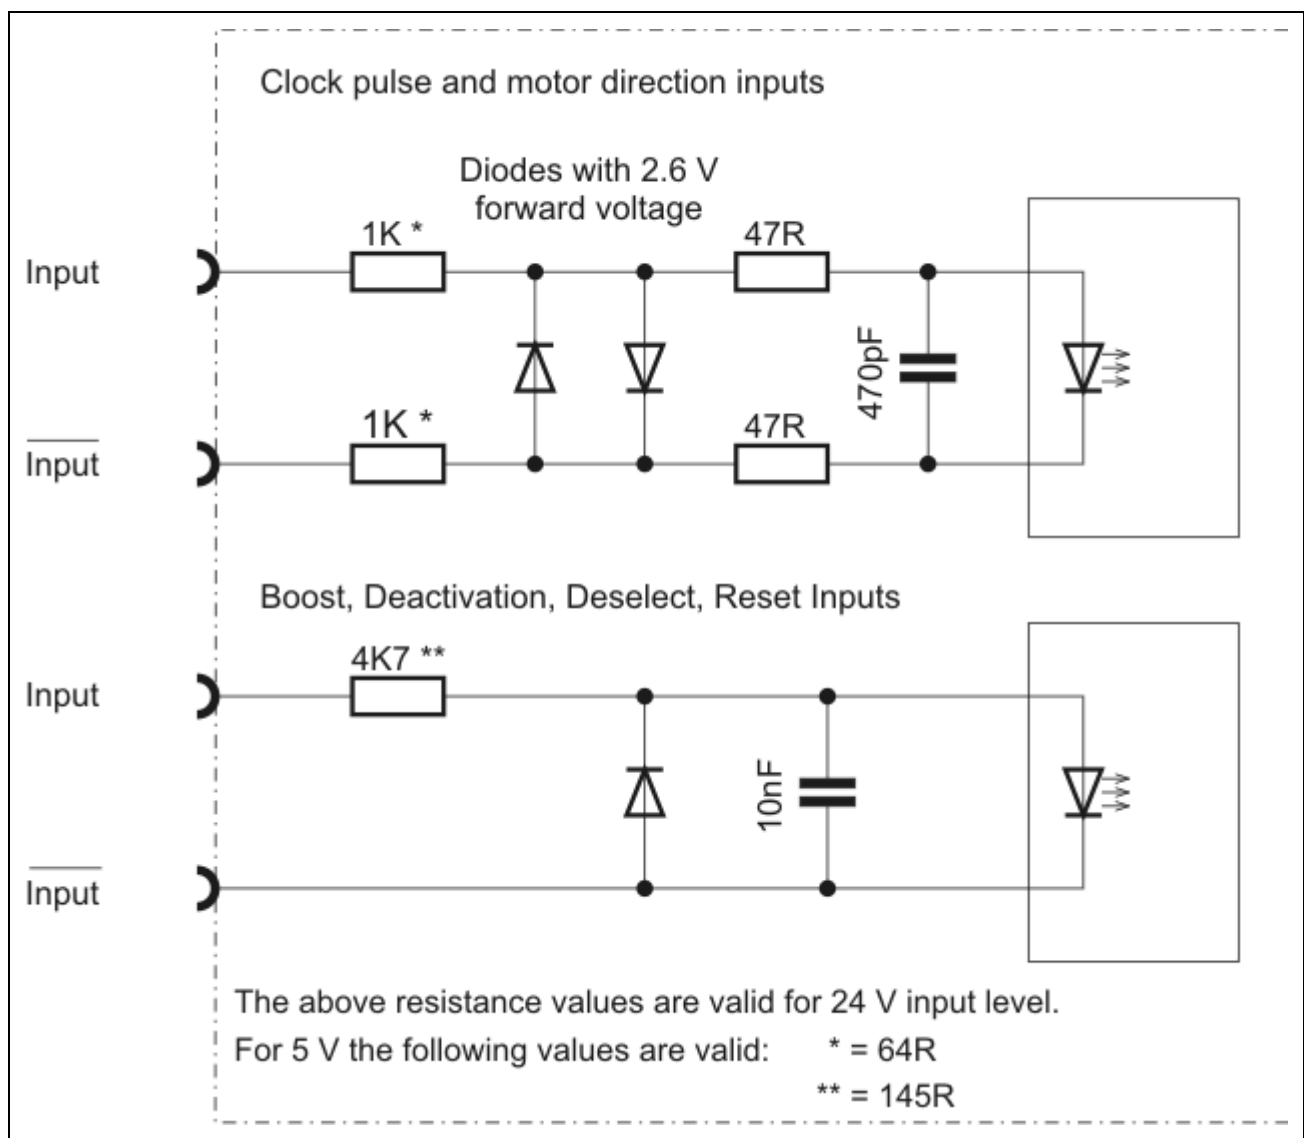 Clock pulse and motor direction inputs
Diodes with 2.6 V
forward voltage
1K *
47R
Input
470pF
1K *
47R
Input
Boost, Deactivation, Deselect, Reset Inputs
4K7 **
Input
10nF
Input
The above resistance values are valid for 24 V input level.
For 5 V the following values are valid: * = 64R
** = 145R